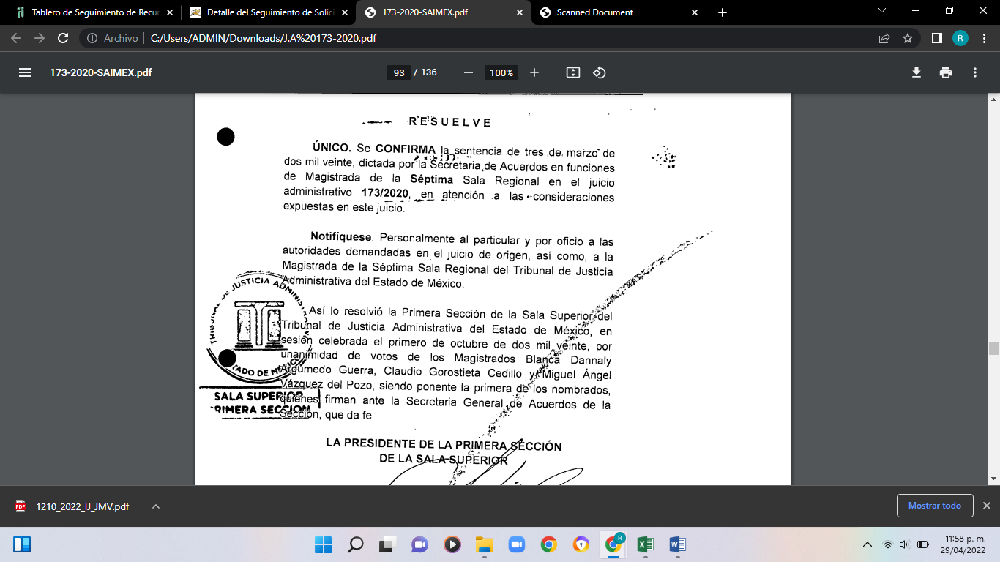 Tablero de Seguimiento de Recur
Detalle del Seguimiento de Solici
173-2020-SAIMEX.pdf
Scanned Document
Archivo
C:/Users/ADMIN/Downloads/J.A%20173-2020.pdf
R
173-2020-SAIMEX.pdf
93 / 136
100%
RESUELVE
ÚNICO. Se CONFIRMA la sentencia de tres de marzo de
dos mil veinte, dictada por la Secretaria de Acuerdos en funciones
de Magistrada de la Séptima Sala Regional en el juicio
administrativo 173/2020, en atención a las consideraciones
expuestas en este juicio.
Notifíquese. Personalmente al particular y por oficio a las
autoridades demandadas en el juicio de origen, así como, a la
Magistrada de la Séptima Sala Regional del Tribunal de Justicia
Administrativa del Estado de México.
Así lo resolvió la Primera Sección de la Sala Superior del
Tribunal de Justicia Administrativa del Estado de México, en
sesión celebrada el primero de octubre de dos mil veinte, por
unanimidad de votos de los Magistrados Blanca Dannaly
Argumedo Guerra, Claudio Gorostieta Cedillo y Miguel Ángel
Vázquez del Pozo, siendo ponente la primera de los nombrados,
quienes firman ante la Secretaria General de Acuerdos de la
Sección, que da fe
SALA SUPERIOR
PRIMERA SECCIÓN
LA PRESIDENTE DE LA PRIMERA SECCIÓN
DE LA SALA SUPERIOR
PDF
1210_2022_IJ_JMV.pdf
Mostrar todo
11:58 p. m.
29/04/2022